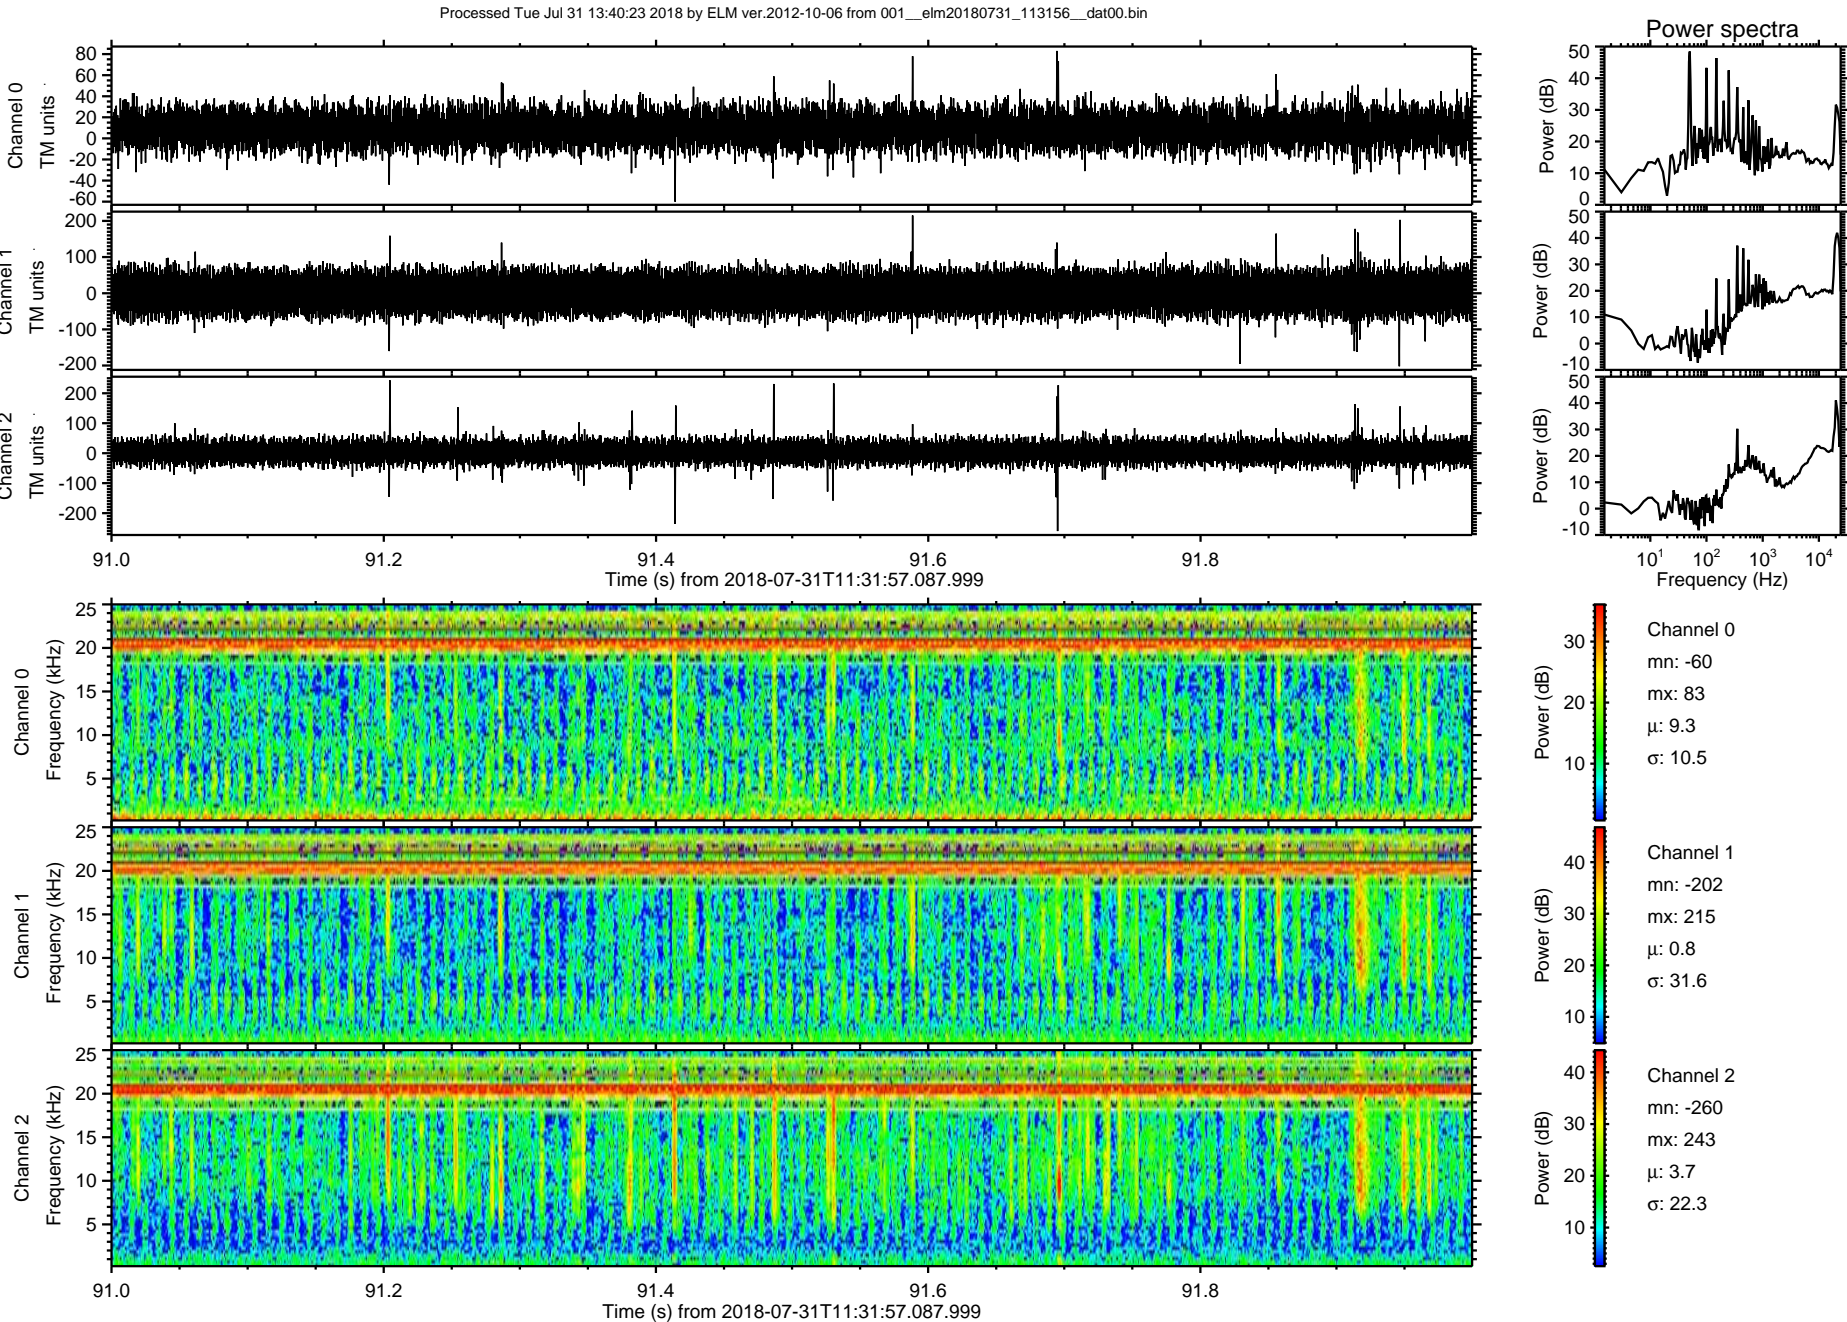 Processed Tue Jul 31 13:40:23 2018 by ELM ver.2012-10-06 from 001__elm20180731_113156__dat00.bin
Power spectra
Channel 0
TM units
80
60
40
20
0
-20
-40
-60
Power (dB)
50
40
30
20
10
0
Channel 1
TM units
200
100
0
-100
-200
Power (dB)
50
40
30
20
10
0
-10
Channel 2
TM units
200
100
0
-100
-200
Power (dB)
50
40
30
20
10
0
-10
91.0 91.2 91.4 91.6 91.8
Time (s) from 2018-07-31T11:31:57.087.999
10¹ 10² 10³ 10⁴
Frequency (Hz)
Channel 0
Frequency (kHz)
25
20
15
10
5
Power (dB)
30
20
10
Channel 0
mn: -60
mx: 83
μ: 9.3
σ: 10.5
Channel 1
Frequency (kHz)
25
20
15
10
5
Power (dB)
40
30
20
10
Channel 1
mn: -202
mx: 215
μ: 0.8
σ: 31.6
Channel 2
Frequency (kHz)
25
20
15
10
5
Power (dB)
40
30
20
10
Channel 2
mn: -260
mx: 243
μ: 3.7
σ: 22.3
91.0 91.2 91.4 91.6 91.8
Time (s) from 2018-07-31T11:31:57.087.999